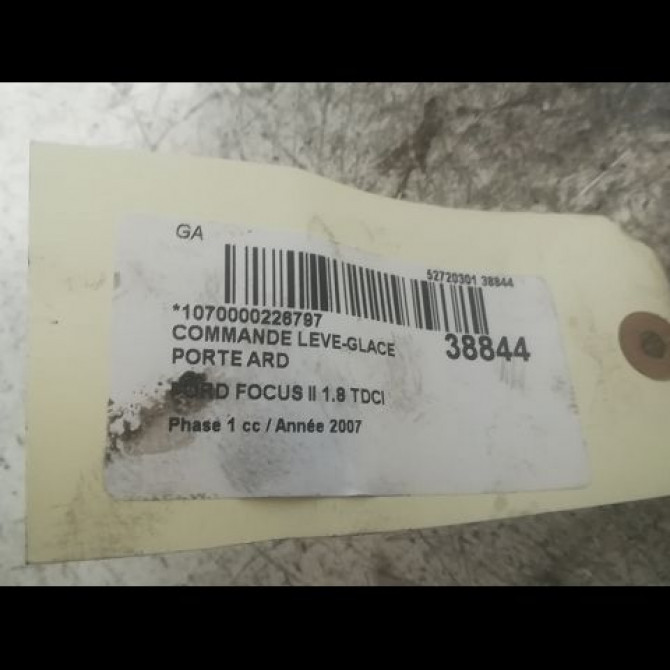 GA
52720301 38844
*1070000226797
COMMANDE LEVE-GLACE 38844
PORTE ARD
FORD FOCUS II 1.8 TDCI
Phase 1 cc / Année 2007